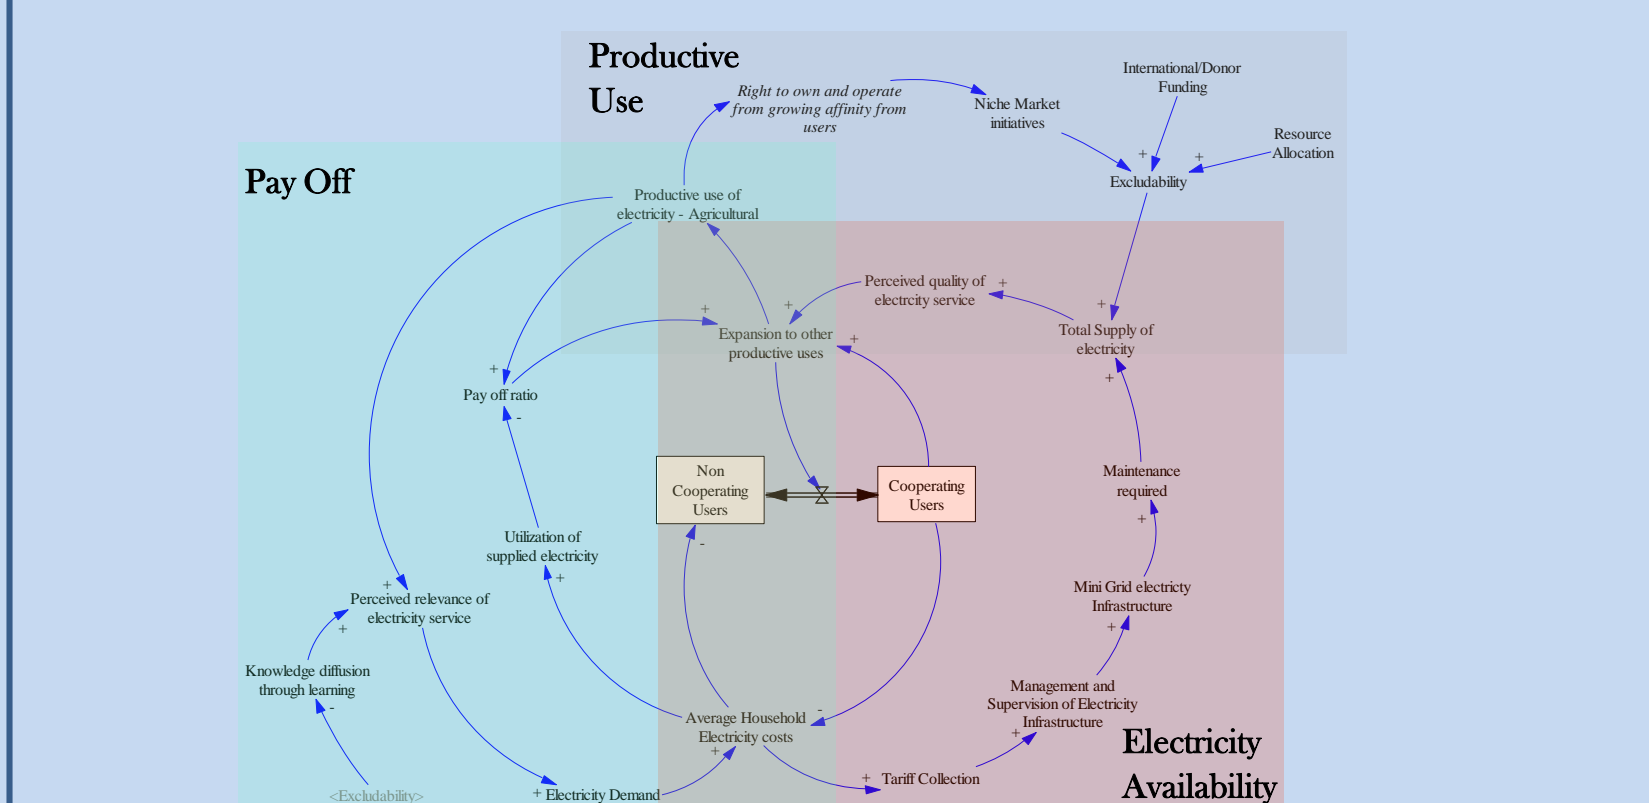 Productive
Use
International/Donor
Funding
Right to own and operate
from growing affinity from
users
Niche Market
initiatives
Resource
Allocation
+
+
Excludability
Pay Off
Productive use of
electricity - Agricultural
Perceived quality of
electrcity service
+
+
+
+
Expansion to other
productive uses
+
Total Supply of
electricity
+
+
Pay off ratio
-
Non
Cooperating
Users
Cooperating
Users
Maintenance
required
+
Utilization of
supplied electricity
-
+
+
Perceived relevance of
electricity service
+
Mini Grid electricty
Infrastructure
+
Knowledge diffusion
through learning
-
Management and
Supervision of Electricity
Infrastructure
+
Average Household
Electricity costs
-
+
Electricity
Availability
+ Tariff Collection
<Excludability>
+ Electricity Demand